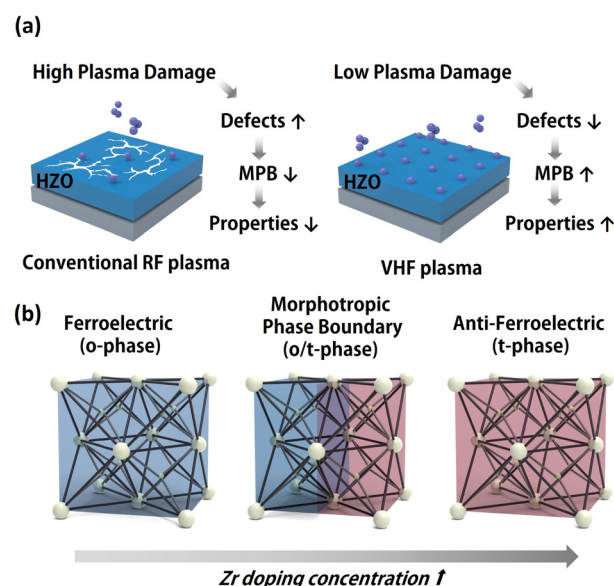 (a)
High Plasma Damage
Defects ↑
MPB ↓
Properties ↓
HZO
Conventional RF plasma
Low Plasma Damage
Defects ↓
MPB ↑
Properties ↑
HZO
VHF plasma
(b)
Ferroelectric
(o-phase)
Morphotropic
Phase Boundary
(o/t-phase)
Anti-Ferroelectric
(t-phase)
Zr doping concentration ↑